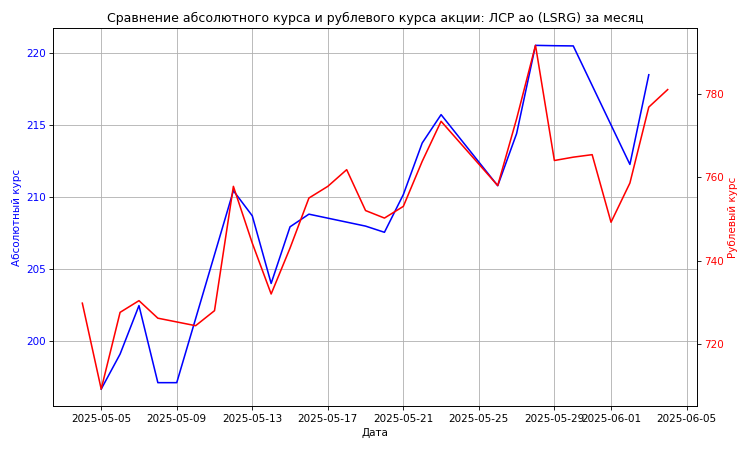 Сравнение абсолютного курса и рублевого курса акции: ЛСР ао (LSRG) за месяц
220
215
210
205
200
Абсолютный курс
780
760
740
720
Рублевый курс
2025-05-05 2025-05-09 2025-05-13 2025-05-17 2025-05-21 2025-05-25 2025-05-29 2025-06-01 2025-06-05
Дата